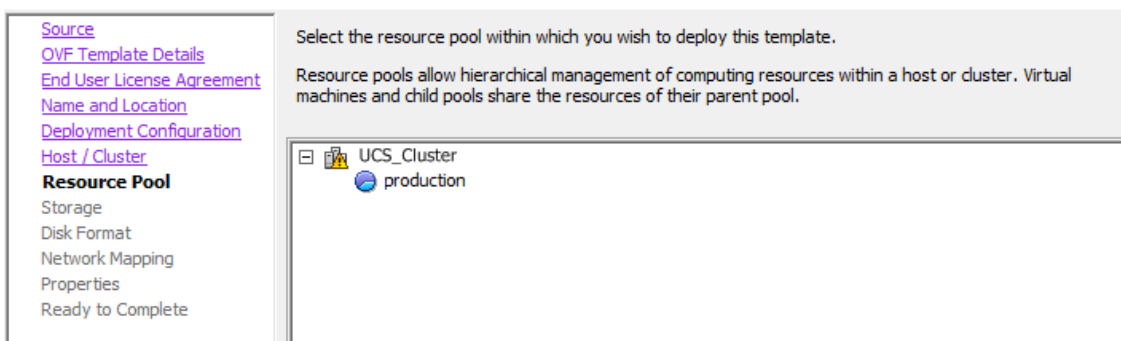 Source
OVF Template Details
End User License Agreement
Name and Location
Deployment Configuration
Host / Cluster
Resource Pool
Storage
Disk Format
Network Mapping
Properties
Ready to Complete
Select the resource pool within which you wish to deploy this template.
Resource pools allow hierarchical management of computing resources within a host or cluster. Virtual
machines and child pools share the resources of their parent pool.
UCS_Cluster
production